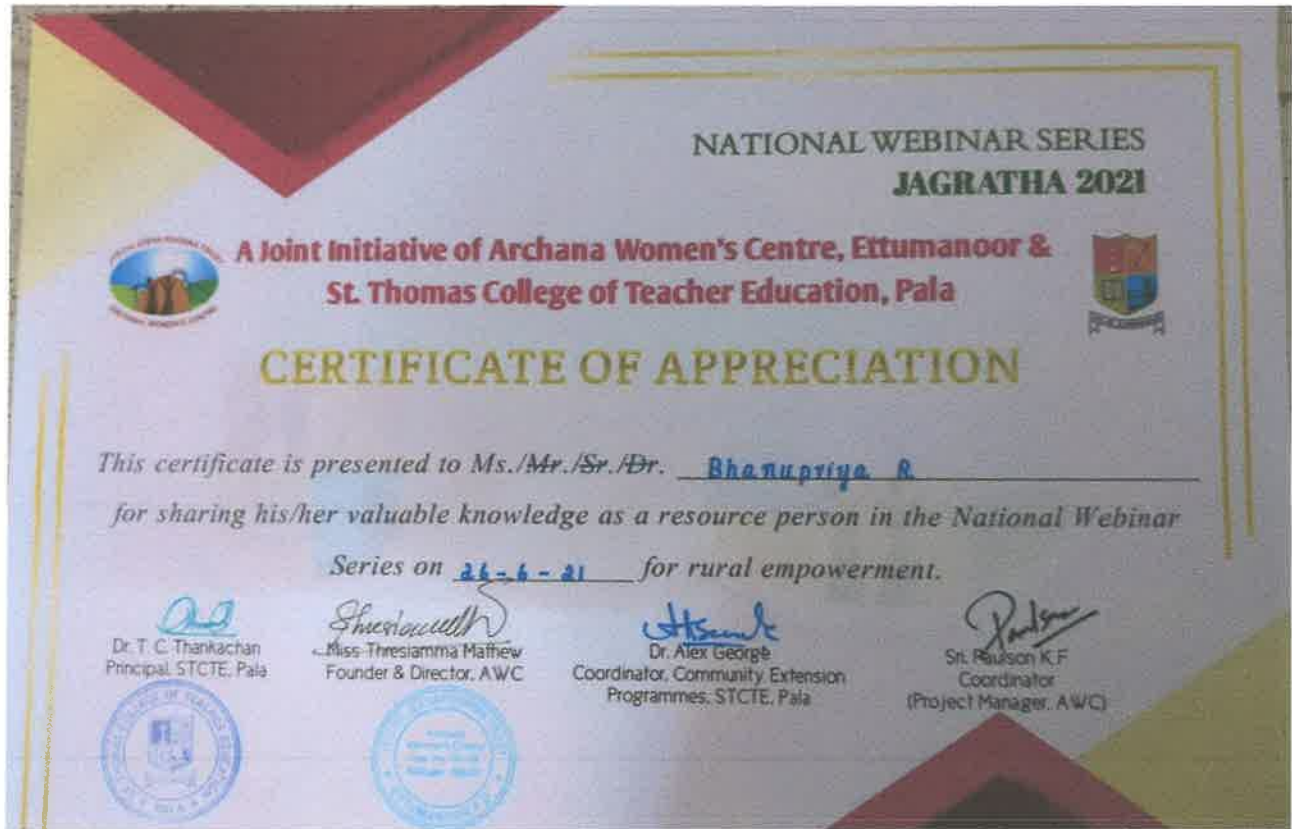 NATIONAL WEBINAR SERIES
JAGRATHA 2021
A Joint Initiative of Archana Women's Centre, Ettumanoor &
St. Thomas College of Teacher Education, Pala
CERTIFICATE OF APPRECIATION
This certificate is presented to Ms./Mr./Sr./Dr. Bhanupriya R
for sharing his/her valuable knowledge as a resource person in the National Webinar
Series on 26-6-21 for rural empowerment.
Dr. T. C. Thankachan
Principal, STCTE, Pala
Miss Thresiamma Mathew
Founder & Director, AWC
Dr. Alex George
Coordinator, Community Extension
Programmes, STCTE, Pala
Sri. Paulson K.F
Coordinator
(Project Manager, AWC)